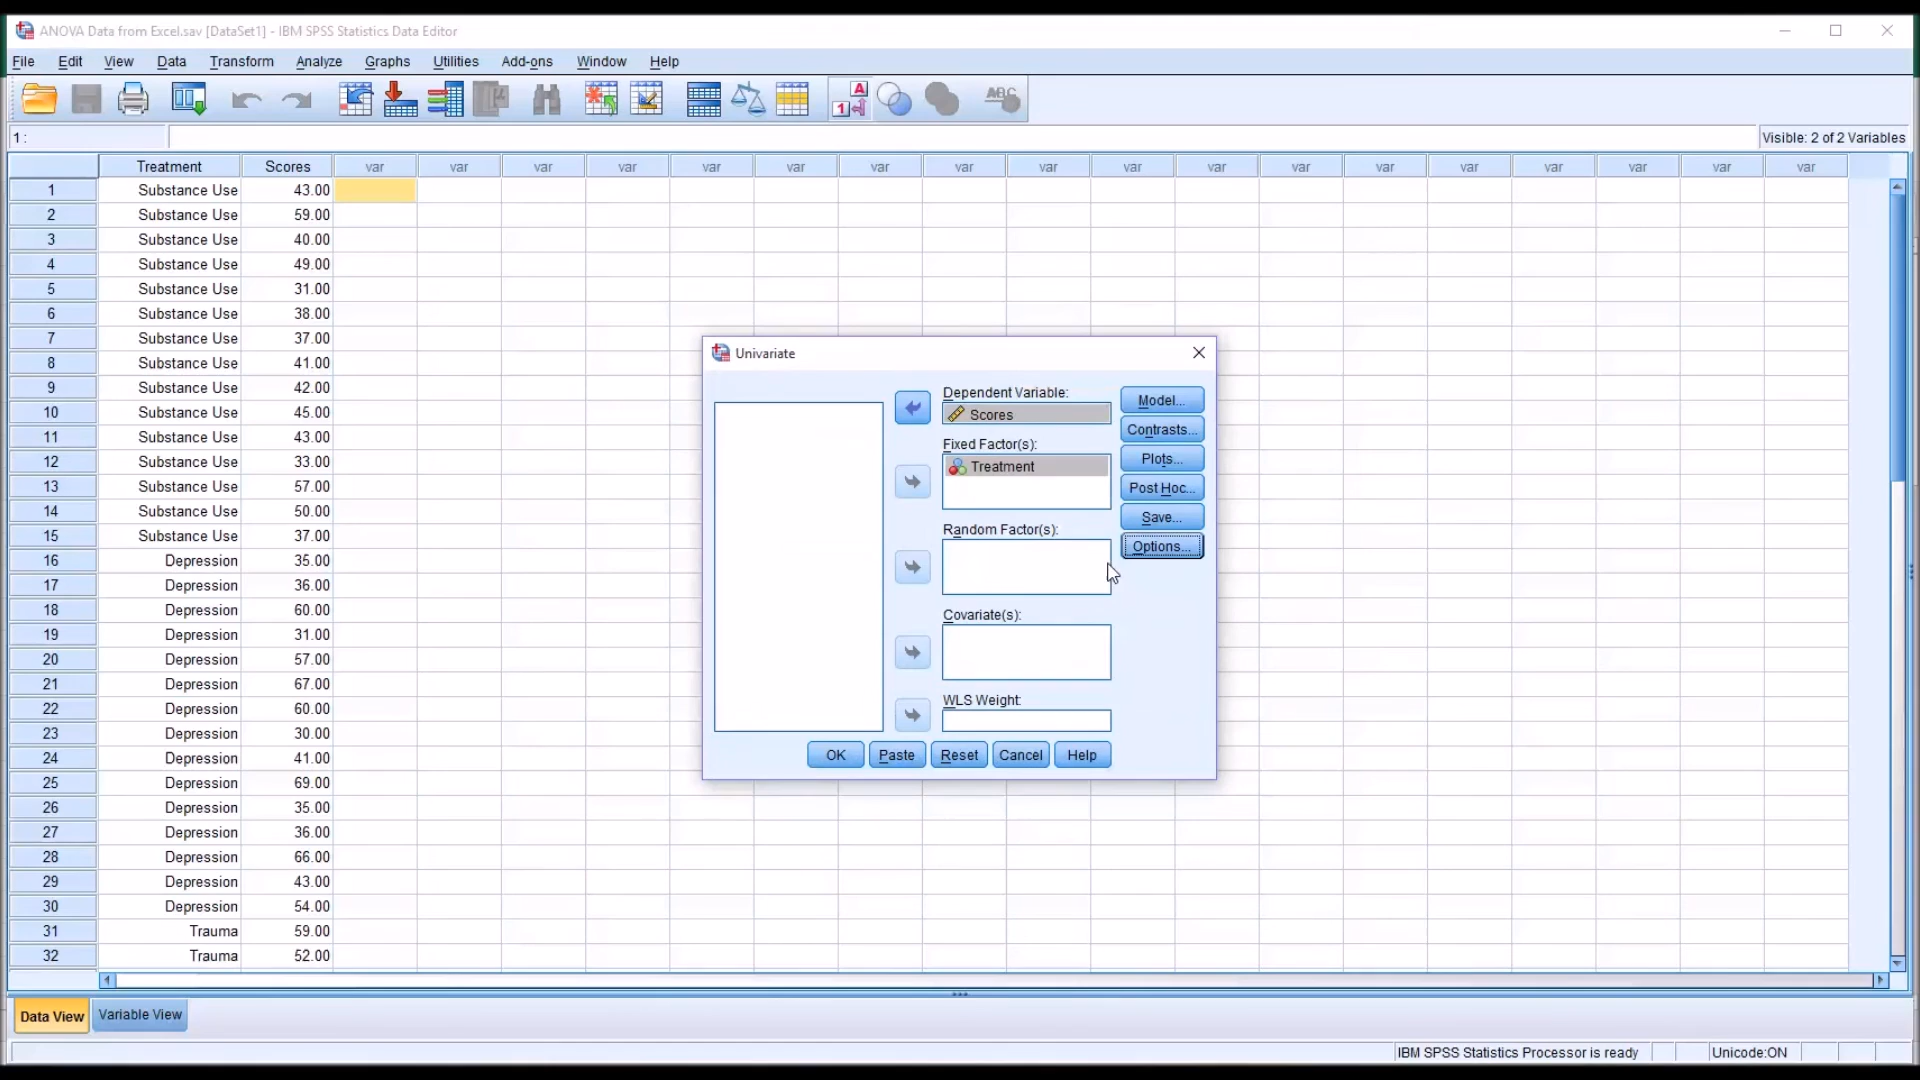 ANOVA Data from Excel.sav [DataSet1] - IBM SPSS Statistics Data Editor
File Edit View Data Transform Analyze Graphs Utilities Add-ons Window Help
1 A ABC
1 : Visible: 2 of 2 Variables
Treatment Scores var var var var var var var var var var var var var var var var var var
1 Substance Use 43.00
2 Substance Use 59.00
3 Substance Use 40.00
4 Substance Use 49.00
5 Substance Use 31.00
6 Substance Use 38.00
7 Substance Use 37.00
8 Substance Use 41.00
9 Substance Use 42.00
10 Substance Use 45.00
11 Substance Use 43.00
12 Substance Use 33.00
13 Substance Use 57.00
14 Substance Use 50.00
15 Substance Use 37.00
16 Depression 35.00
17 Depression 36.00
18 Depression 60.00
19 Depression 31.00
20 Depression 57.00
21 Depression 67.00
22 Depression 60.00
23 Depression 30.00
24 Depression 41.00
25 Depression 69.00
26 Depression 35.00
27 Depression 36.00
28 Depression 66.00
29 Depression 43.00
30 Depression 54.00
31 Trauma 59.00
32 Trauma 52.00
Univariate
Dependent Variable:
Scores
Fixed Factor(s):
Treatment
Random Factor(s):
Covariate(s):
WLS Weight:
Model...
Contrasts...
Plots...
Post Hoc...
Save...
Options...
OK Paste Reset Cancel Help
Data View Variable View
IBM SPSS Statistics Processor is ready Unicode:ON